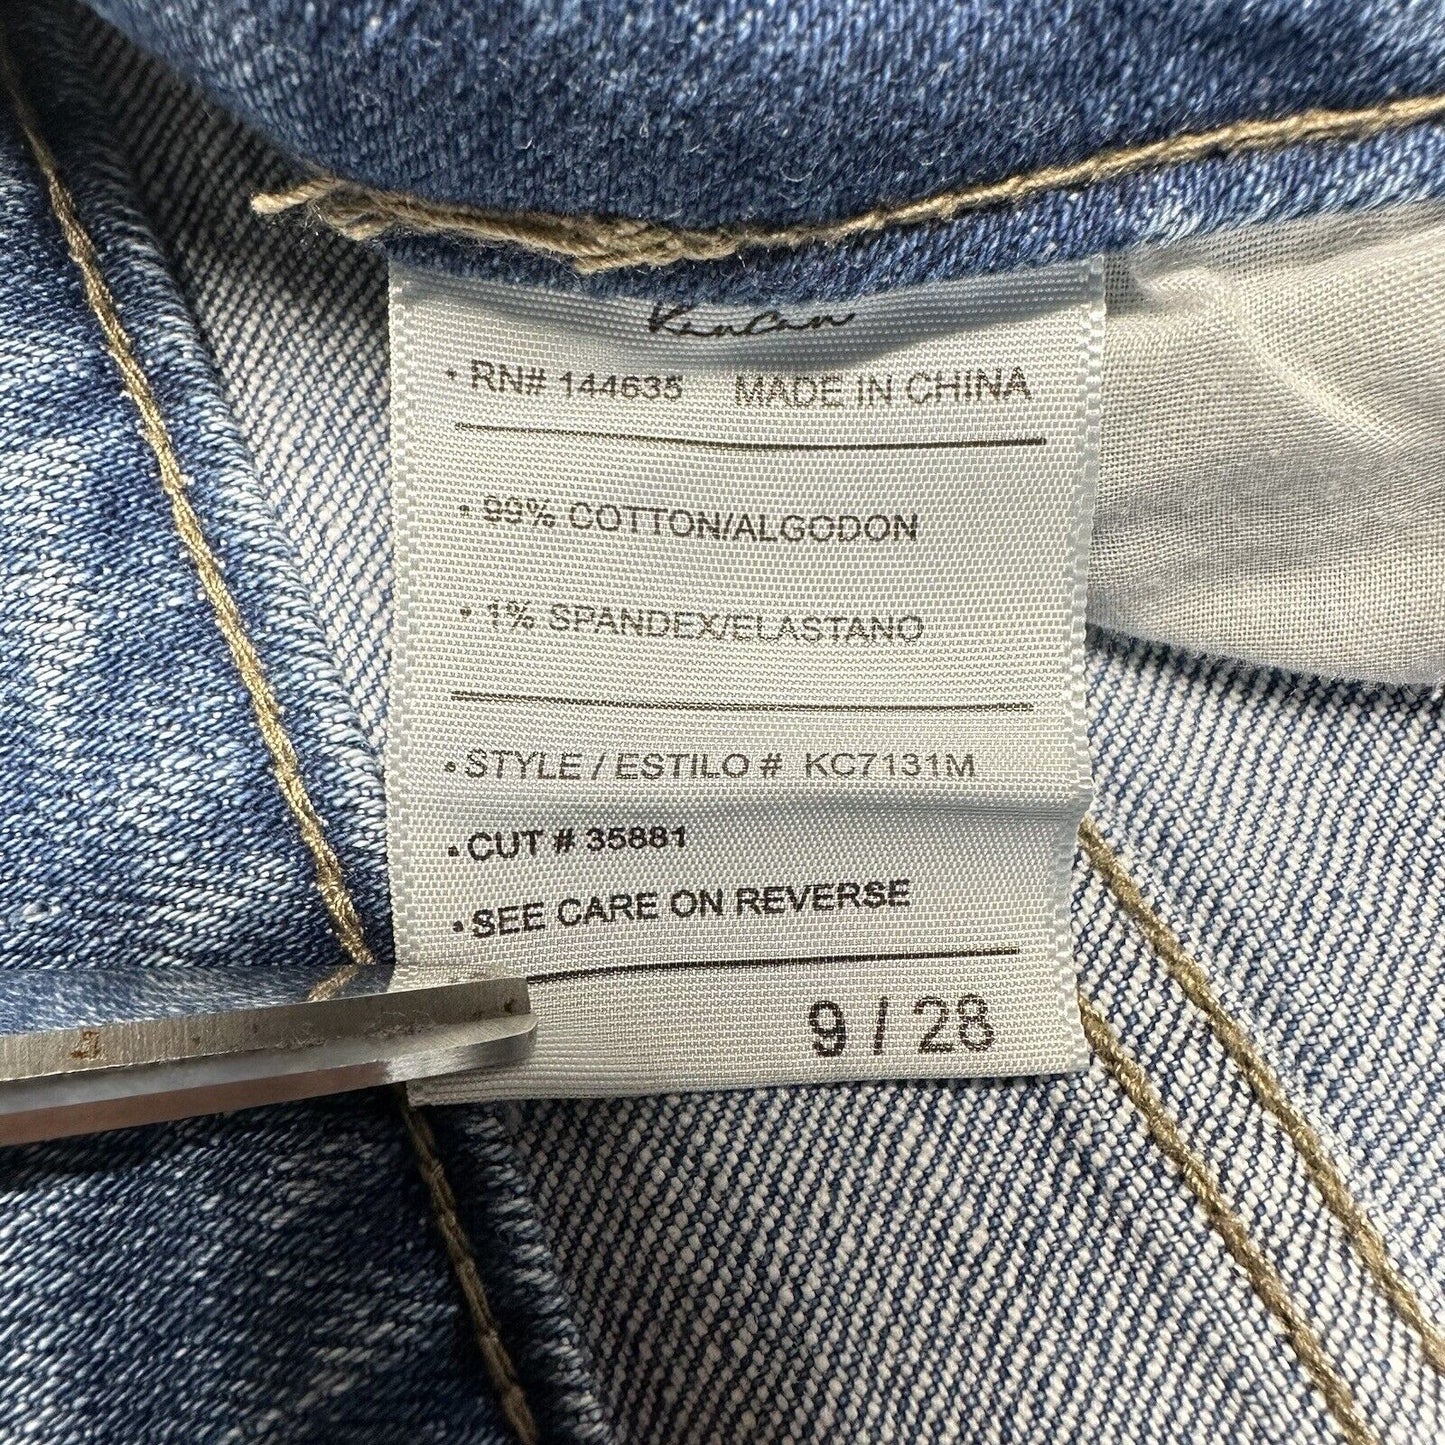 KanCan
• RN# 144635 MADE IN CHINA
• 99% COTTON/ALGODON
• 1% SPANDEX/ELASTANO
• STYLE / ESTILO # KC7131M
• CUT # 35881
• SEE CARE ON REVERSE
9 / 28